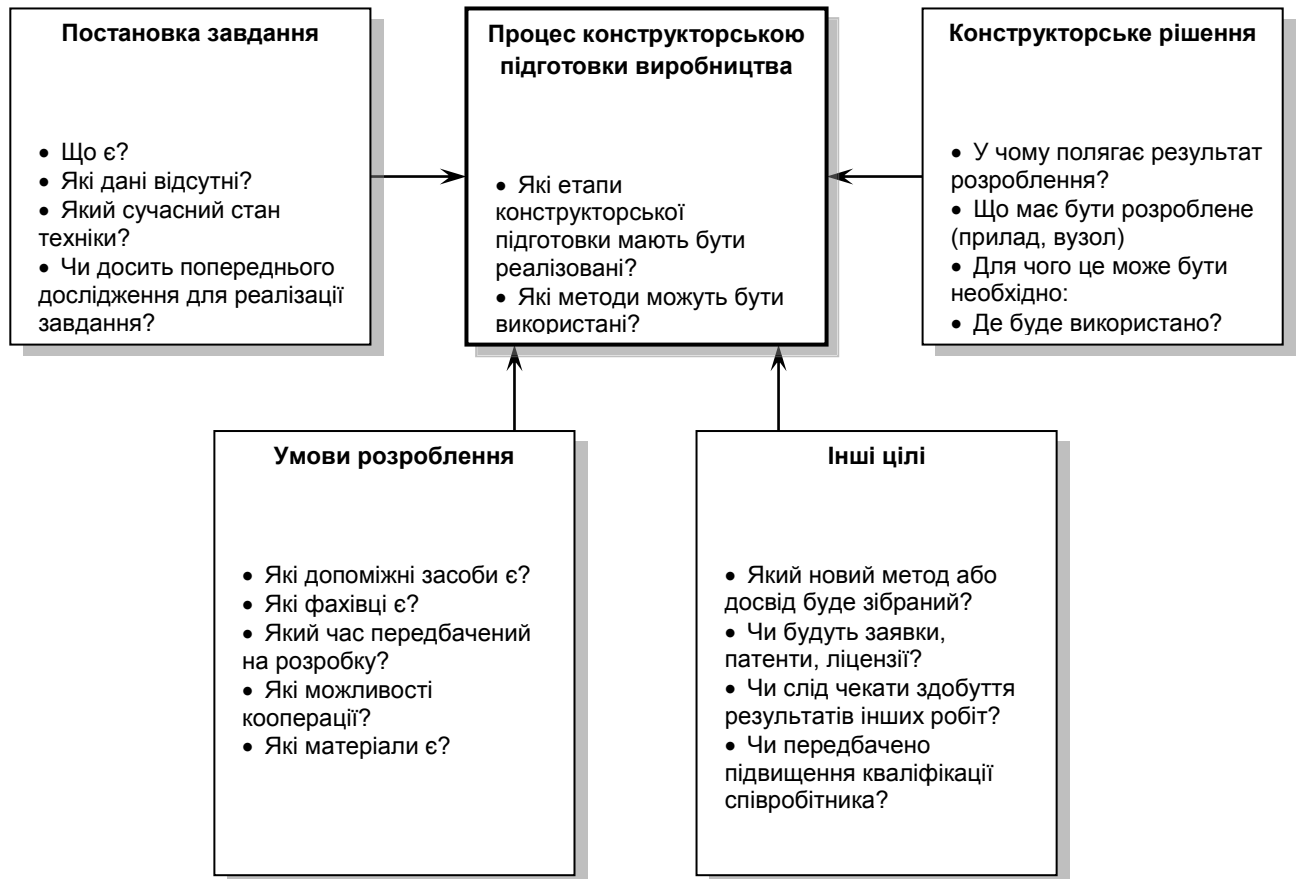 Постановка завдання
• Що є?
• Які дані відсутні?
• Який сучасний стан
техніки?
• Чи досить попереднього
дослідження для реалізації
завдання?
Процес конструкторською
підготовки виробництва
• Які етапи
конструкторської
підготовки мають бути
реалізовані?
• Які методи можуть бути
використані?
Конструкторське рішення
• У чому полягає результат
розроблення?
• Що має бути розроблене
(прилад, вузол)
• Для чого це може бути
необхідно:
• Де буде використано?
Умови розроблення
• Які допоміжні засоби є?
• Які фахівці є?
• Який час передбачений
на розробку?
• Які можливості
кооперації?
• Які матеріали є?
Інші цілі
• Який новий метод або
досвід буде зібраний?
• Чи будуть заявки,
патенти, ліцензії?
• Чи слід чекати здобуття
результатів інших робіт?
• Чи передбачено
підвищення кваліфікації
співробітника?